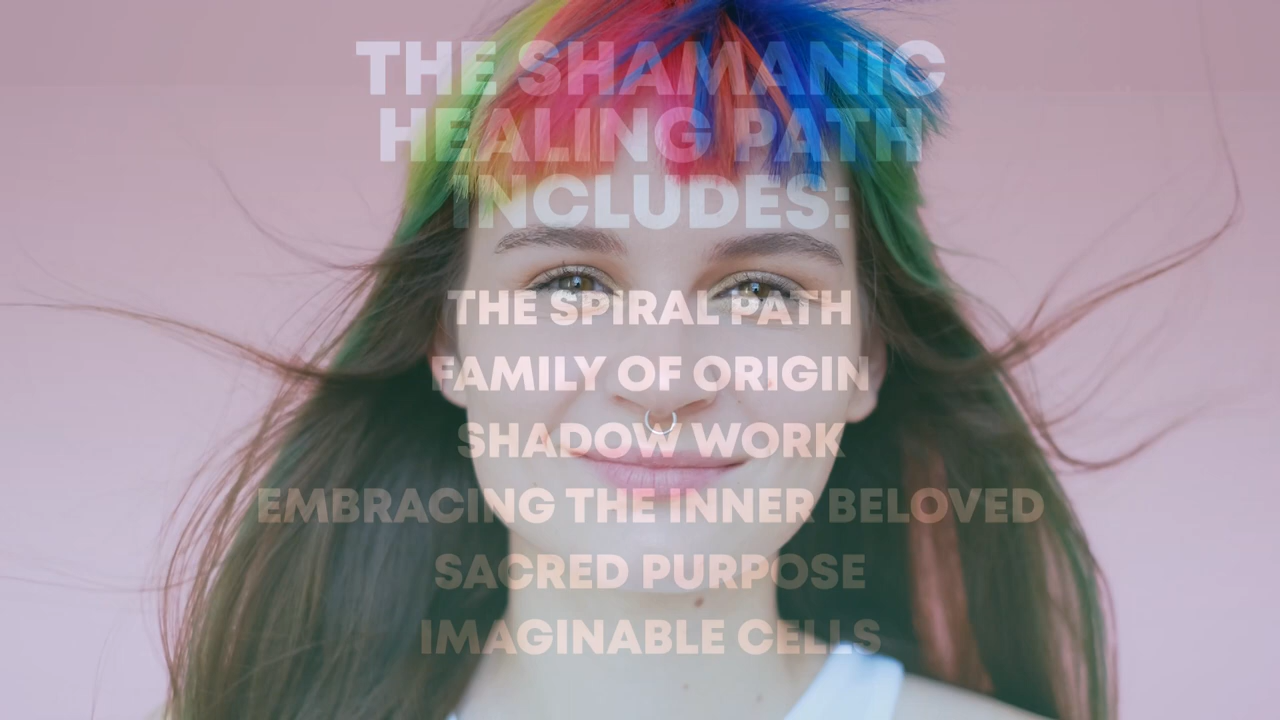 THE SHAMANIC
HEALING PATH
INCLUDES:
THE SPIRAL PATH
FAMILY OF ORIGIN
SHADOW WORK
EMBRACING THE INNER BELOVED
SACRED PURPOSE
IMAGINABLE CELLS